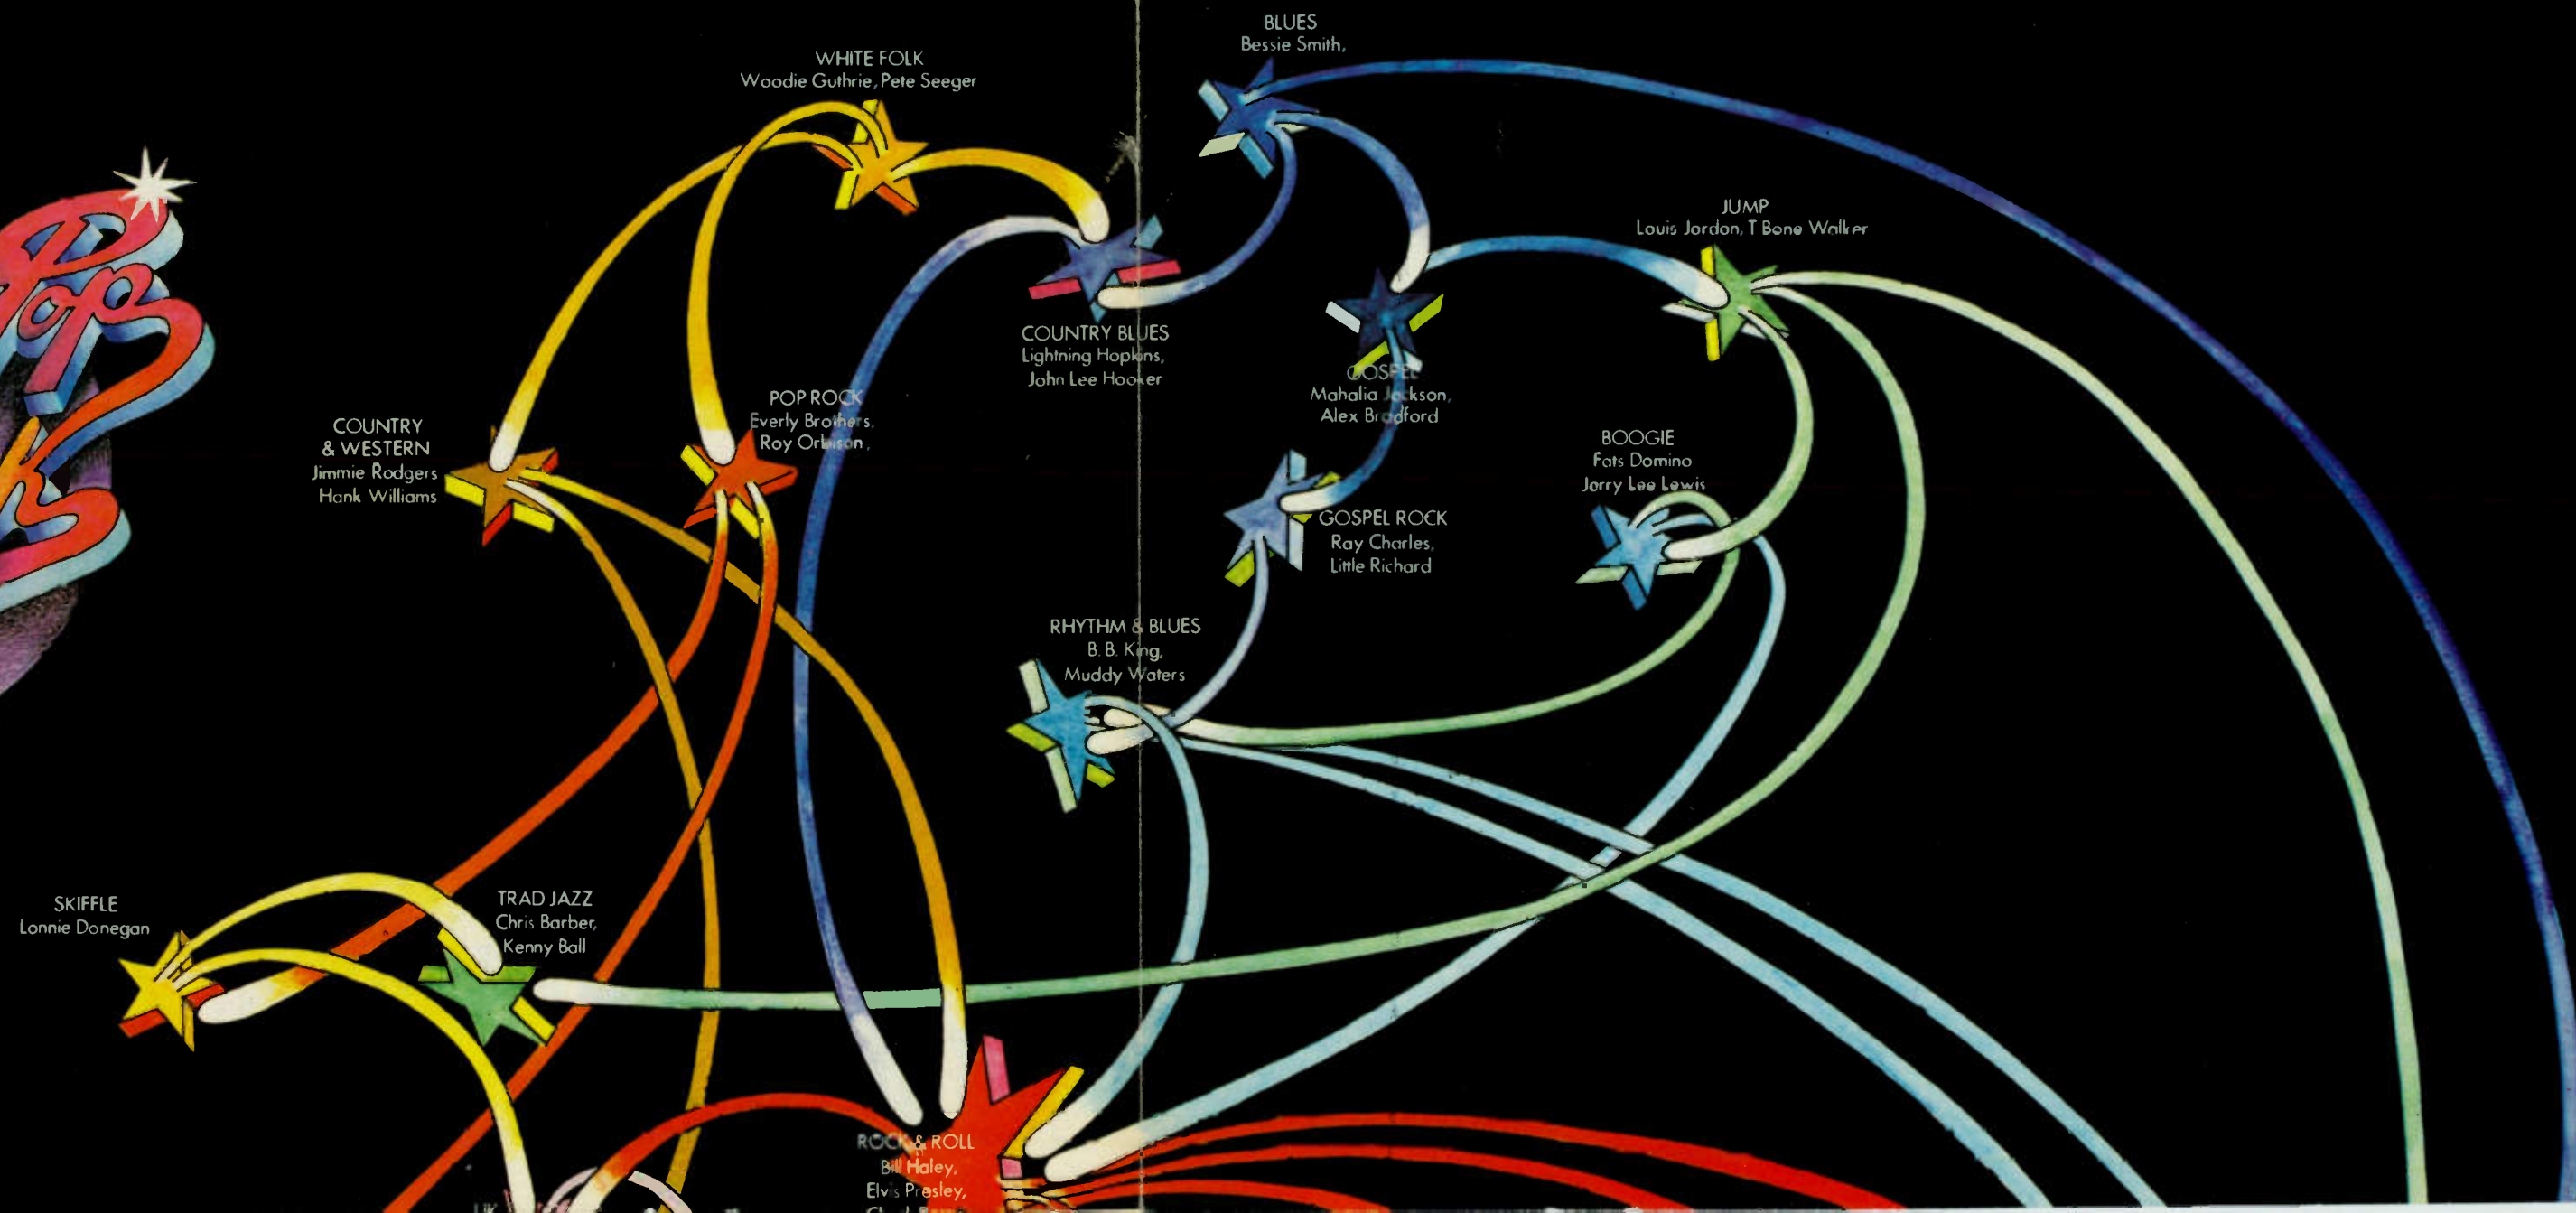 BLUES
Bessie Smith,
WHITE FOLK
Woodie Guthrie, Pete Seeger
JUMP
Louis Jordon, T Bone Walker
Pop
COUNTRY BLUES
Lightning Hopkins,
John Lee Hooker
GOSPEL
Mahalia Jackson,
Alex Bradford
POP ROCK
Everly Brothers,
Roy Orbison,
COUNTRY
& WESTERN
Jimmie Rodgers
Hank Williams
BOOGIE
Fats Domino
Jerry Lee Lewis
GOSPEL ROCK
Ray Charles,
Little Richard
RHYTHM & BLUES
B. B. King,
Muddy Waters
SKIFFLE
Lonnie Donegan
TRAD JAZZ
Chris Barber,
Kenny Ball
ROCK & ROLL
Bill Haley,
Elvis Presley,
UK